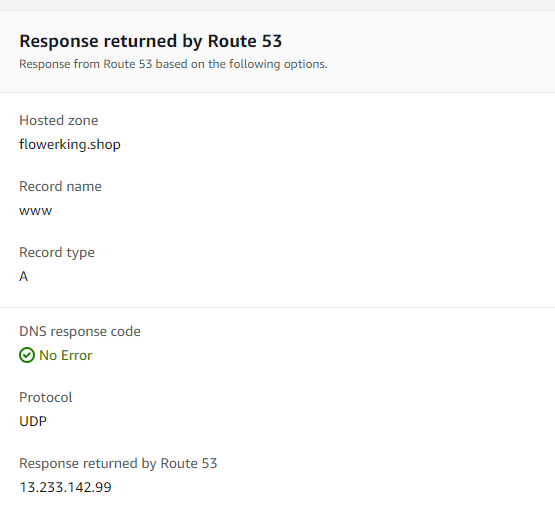 Response returned by Route 53
Response from Route 53 based on the following options.
Hosted zone
flowerking.shop
Record name
www
Record type
A
DNS response code
No Error
Protocol
UDP
Response returned by Route 53
13.233.142.99